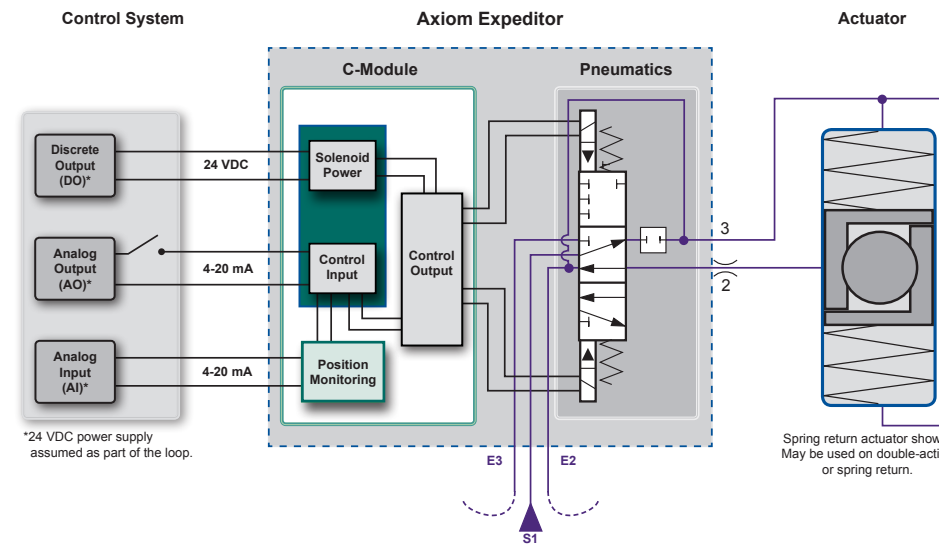 Control System
Axiom Expeditor
Actuator
C-Module
Pneumatics
Discrete
Output
(DO)*
24 VDC
Solenoid
Power
Analog
Output
(AO)*
4-20 mA
Control
Input
Control
Output
3
2
Analog
Input
(AI)*
4-20 mA
Position
Monitoring
*24 VDC power supply
assumed as part of the loop.
E3
E2
S1
Spring return actuator show
May be used on double-acti
or spring return.